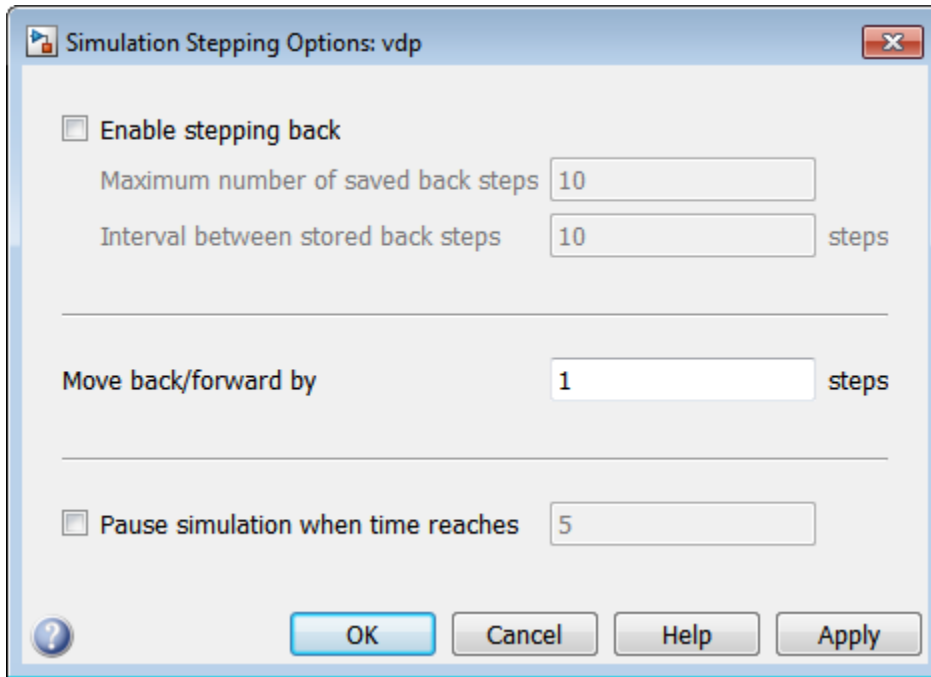 Simulation Stepping Options: vdp
Enable stepping back
Maximum number of saved back steps 10
Interval between stored back steps 10 steps
Move back/forward by 1 steps
Pause simulation when time reaches 5
? OK Cancel Help Apply